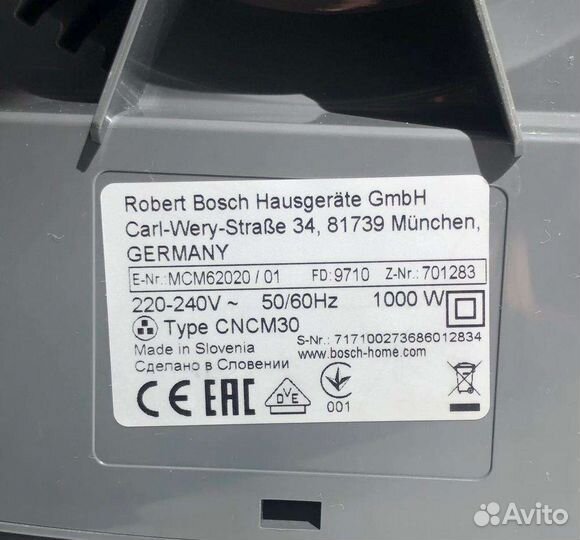 Robert Bosch Hausgeräte GmbH
Carl-Wery-Straße 34, 81739 München,
GERMANY
E-Nr.: MCM62020 / 01 FD: 9710 Z-Nr.: 701283
220-240V ~ 50/60Hz 1000 W
Type CNCM30 S-Nr.: 717100273686012834
Made in Slovenia www.bosch-home.com
Сделано в Словении
CE EAC DVE 001
Avito